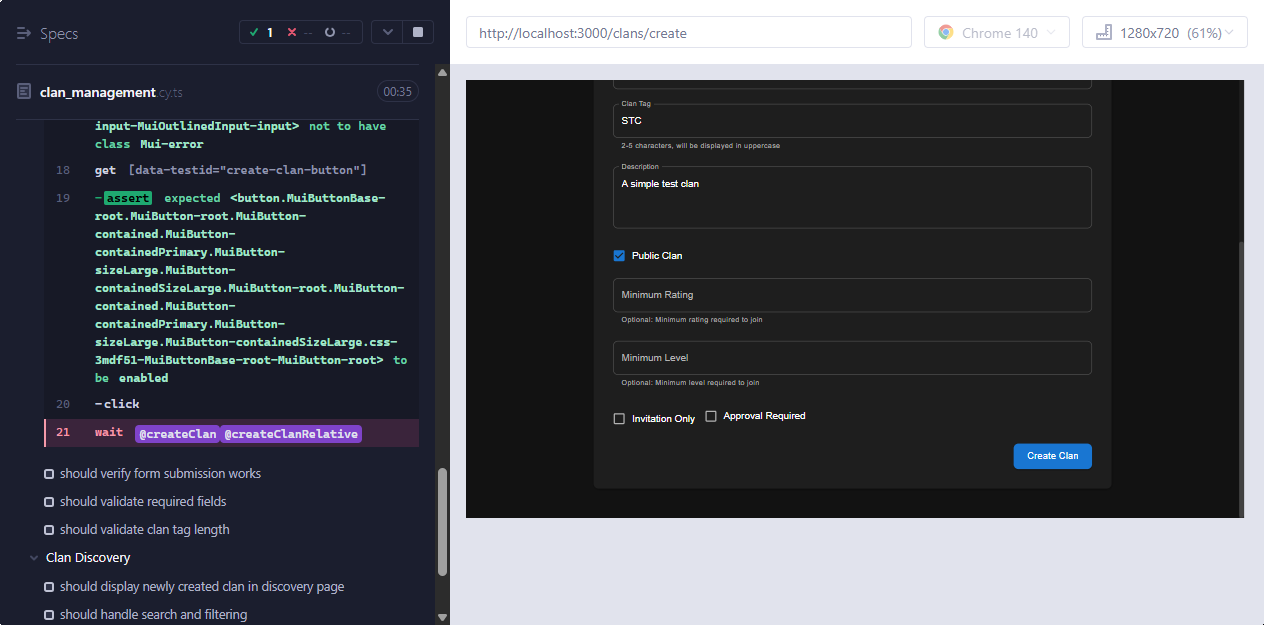 Specs
1
--
--
clan_management.cy.ts
00:35
input-MuiOutlinedInput-input> not to have
class Mui-error
18 get [data-testid="create-clan-button"]
19 -assert expected <button.MuiButtonBase-
root.MuiButton-root.MuiButton-
contained.MuiButton-
containedPrimary.MuiButton-
sizeLarge.MuiButton-
containedSizeLarge.MuiButton-root.MuiButton-
contained.MuiButton-
containedPrimary.MuiButton-
sizeLarge.MuiButton-containedSizeLarge.css-
3mdf51-MuiButtonBase-root-MuiButton-root> to
be enabled
20 -click
21 wait @createClan @createClanRelative
should verify form submission works
should validate required fields
should validate clan tag length
Clan Discovery
should display newly created clan in discovery page
should handle search and filtering
http://localhost:3000/clans/create
Chrome 140
1280x720 (61%)
Clan Tag
STC
2-5 characters, will be displayed in uppercase
Description
A simple test clan
Public Clan
Minimum Rating
Optional: Minimum rating required to join
Minimum Level
Optional: Minimum level required to join
Invitation Only
Approval Required
Create Clan